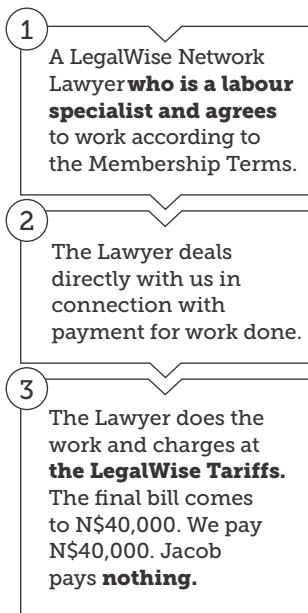 1
A LegalWise Network
Lawyer who is a labour
specialist and agrees
to work according to
the Membership Terms.
2
The Lawyer deals
directly with us in
connection with
payment for work done.
3
The Lawyer does the
work and charges at
the LegalWise Tariffs.
The final bill comes
to N$40,000. We pay
N$40,000. Jacob
pays nothing.